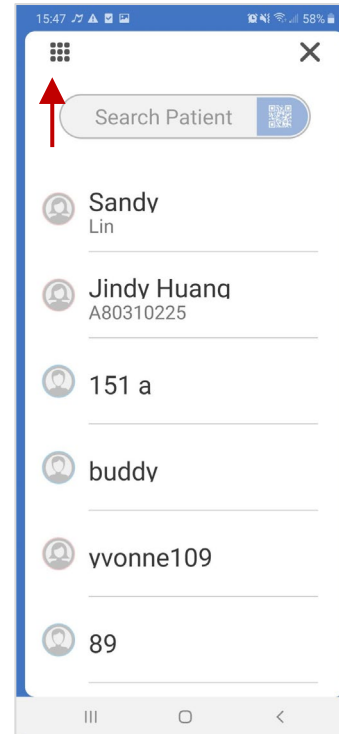 15:47 58%
Search Patient
Sandy
Lin
Jindy Huang
A80310225
151 a
buddy
yvonne109
89